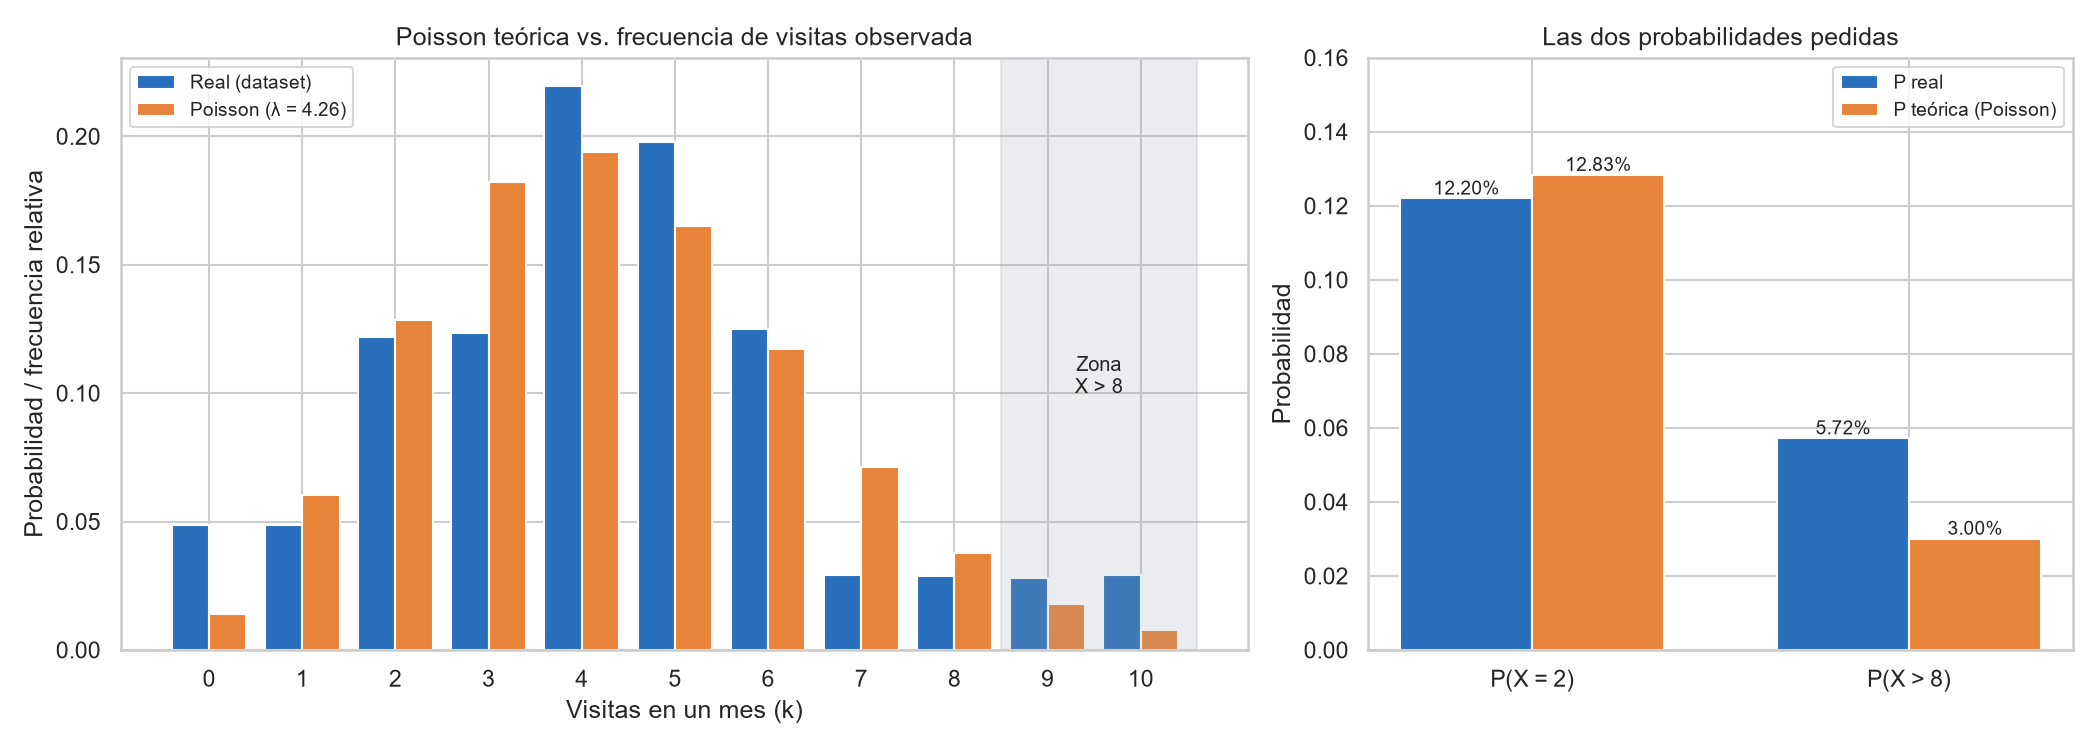 Poisson teórica vs. frecuencia de visitas observada
Real (dataset)
Poisson (λ = 4.26)
Probabilidad / frecuencia relativa
0.20
0.15
0.10
0.05
0.00
Zona
X > 8
0 1 2 3 4 5 6 7 8 9 10
Visitas en un mes (k)
Las dos probabilidades pedidas
P real
P teórica (Poisson)
Probabilidad
0.16
0.14
0.12
0.10
0.08
0.06
0.04
0.02
0.00
12.20%
12.83%
5.72%
3.00%
P(X = 2) P(X > 8)